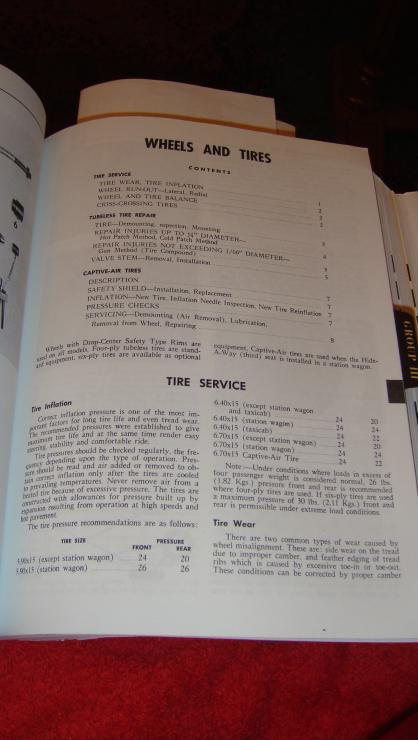 WHEELS AND TIRES
CONTENTS
TIRE SERVICE
TIRE WEAR, TIRE INFLATION 1
WHEEL RUN-OUT—Lateral, Radial 2
WHEEL AND TIRE BALANCE 2
CRISS-CROSSING TIRES 2
TUBELESS TIRE REPAIR
TIRE—Demounting, Inspection, Mounting
REPAIR INJURIES UP TO ¼" DIAMETER— 3
Hot Patch Method, Cold Patch Method
REPAIR INJURIES NOT EXCEEDING 1/16" DIAMETER— 4
Gun Method (Tire Compound)
VALVE STEM—Removal, Installation 5
CAPTIVE-AIR TIRES
DESCRIPTION
SAFETY SHIELD—Installation, Replacement 7
INFLATION—New Tire, Inflation Needle Inspection, New Tire Reinflation 7
PRESSURE CHECKS 7
SERVICING—Demounting (Air Removal), Lubrication,
Removal from Wheel, Repairing 8
Wheels with Drop-Center Safety Type Rims are
used on all models. Four-ply tubeless tires are stand-
ard equipment, six-ply tires are available as optional
equipment. Captive-Air tires are used when the Hide-
A-Way (third) seat is installed in a station wagon.
TIRE SERVICE
Tire Inflation
Correct inflation pressure is one of the most im-
portant factors for long tire life and even tread wear.
The recommended pressures were established to give
maximum tire life and at the same time render easy
steering, stability and comfortable ride.
Tire pressures should be checked regularly, the fre-
quency depending upon the type of operation. Pres-
sure should be read and air added or removed to ob-
tain correct inflation only after the tires are cooled
to prevailing temperatures. Never remove air from a
heated tire because of excessive pressure. The tires are
constructed with allowances for pressure built up by
expansion resulting from operation at high speeds and
hot pavement.
The tire pressure recommendations are as follows:
TIRE SIZE PRESSURE
FRONT REAR
5.90x15 (except station wagon) 24 20
5.90x15 (station wagon) 26 26
6.40x15 (except station wagon
and taxicab) 24 20
6.40x15 (station wagon) 24 24
6.40x15 (taxicab) 24 22
6.70x15 (except station wagon) 24 20
6.70x15 (station wagon) 24 22
6.70x15 Captive-Air Tire 24 22
Note:—Under conditions where loads in excess of
four passenger weight is considered normal, 26 lbs.
(1.82 Kgs.) pressure front and rear is recommended
where four-ply tires are used. If six-ply tires are used
a maximum pressure of 30 lbs. (2.11 Kgs.) front and
rear is permissible under extreme load conditions.
Tire Wear
There are two common types of wear caused by
wheel misalignment. These are: side wear on the tread
due to improper camber, and feather edging of tread
ribs which is caused by excessive toe-in or toe-out.
These conditions can be corrected by proper camber
GROUP III
6